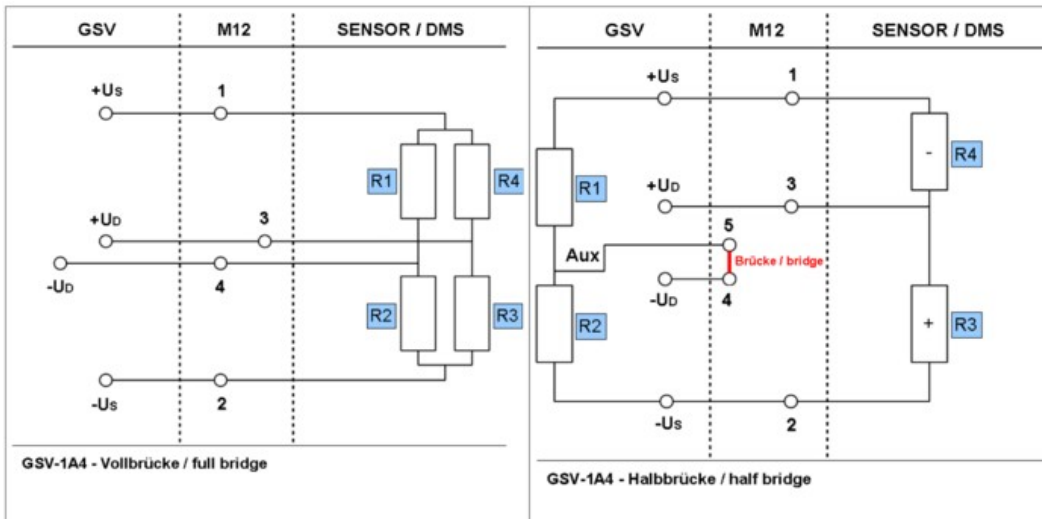 GSV M12 SENSOR / DMS
+US 1
R1 R4
+UD 3
-UD 4
R2 R3
-US 2
GSV-1A4 - Vollbrücke / full bridge
GSV M12 SENSOR / DMS
+US 1
- R4
R1 +UD 3
5
Aux Brücke / bridge
-UD 4
R2 + R3
-US 2
GSV-1A4 - Halbbrücke / half bridge